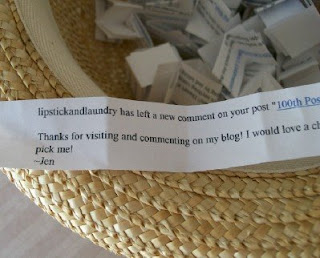 lipstickandlaundry has left a new comment on your post "100th Pos
Thanks for visiting and commenting on my blog! I would love a ch
pick me!
~Jen